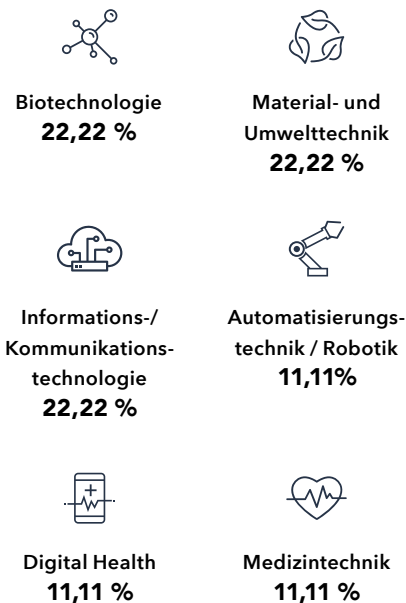 Biotechnologie
22,22 %
Material- und
Umwelttechnik
22,22 %
Informations-/
Kommunikations-
technologie
22,22 %
Automatisierungs-
technik / Robotik
11,11%
Digital Health
11,11 %
Medizintechnik
11,11 %